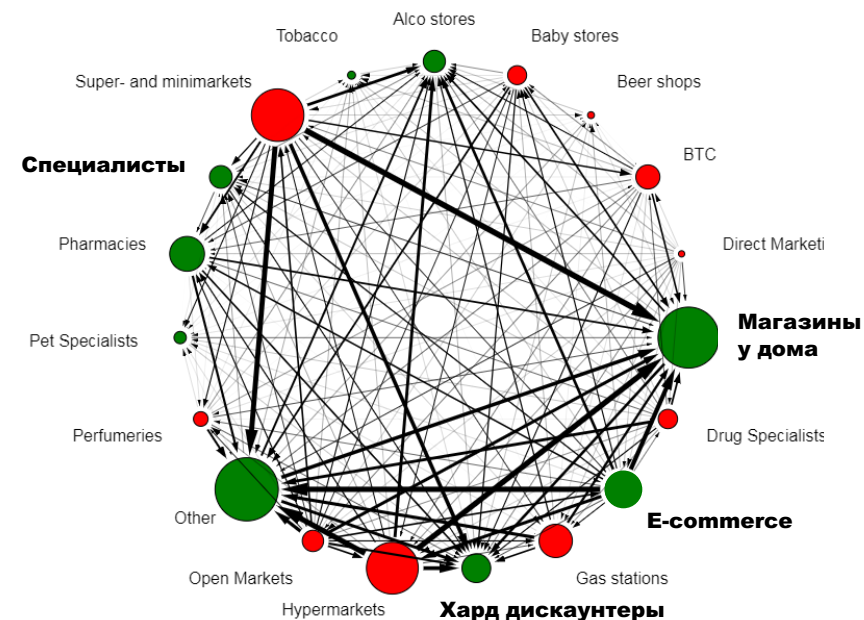 Alco stores
Tobacco
Baby stores
Super- and minimarkets
Beer shops
Специалисты
BTC
Pharmacies
Direct Marketi
Магазины
у дома
Pet Specialists
Perfumeries
Drug Specialists
Other
E-commerce
Open Markets
Gas stations
Hypermarkets
Хард дискаунтеры